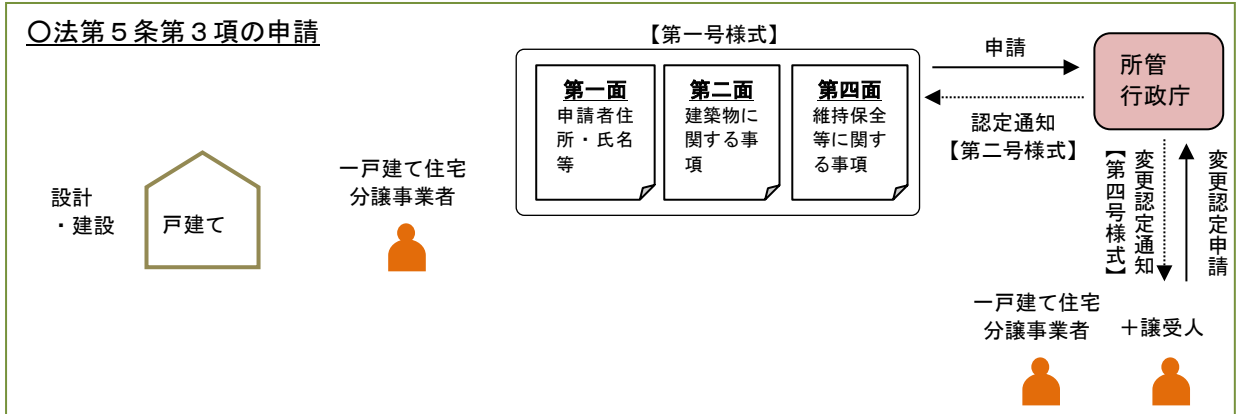 〇法第５条第３項の申請
【第一号様式】
第一面
申請者住
所・氏名
等
第二面
建築物に
関する事
項
第四面
維持保全
等に関す
る事項
申請
認定通知
【第二号様式】
所管
行政庁
設計
・建設
戸建て
一戸建て住宅
分譲事業者
変更認定申請
変更認定通知
【第四号様式】
一戸建て住宅
分譲事業者
＋譲受人